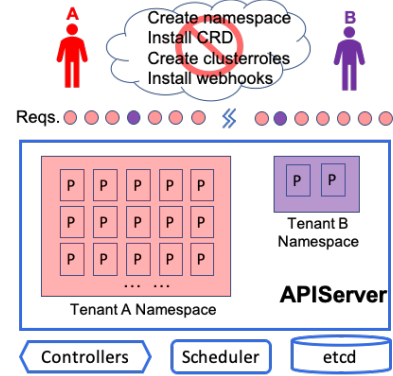 A
B
Create namespace
Install CRD
Create clusterroles
Install webhooks
Reqs.
P P P P P
P P
P P P P P
P P P P P
... ...
Tenant B
Namespace
APIServer
Tenant A Namespace
Controllers
Scheduler
etcd